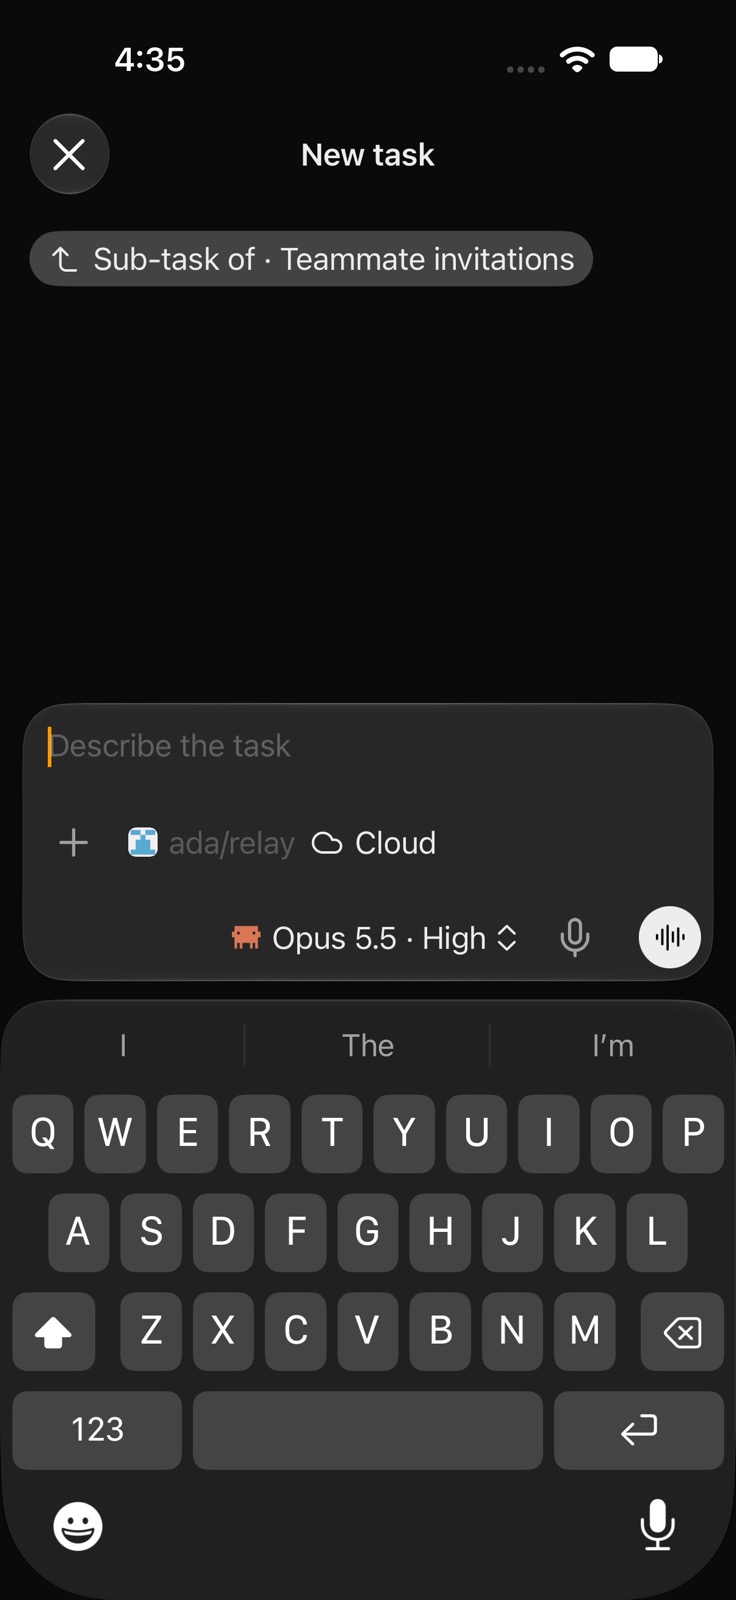 4:35
New task
Sub-task of · Teammate invitations
Describe the task
ada/relay Cloud
Opus 5.5 · High
I The I’m
Q W E R T Y U I O P
A S D F G H J K L
Z X C V B N M
123